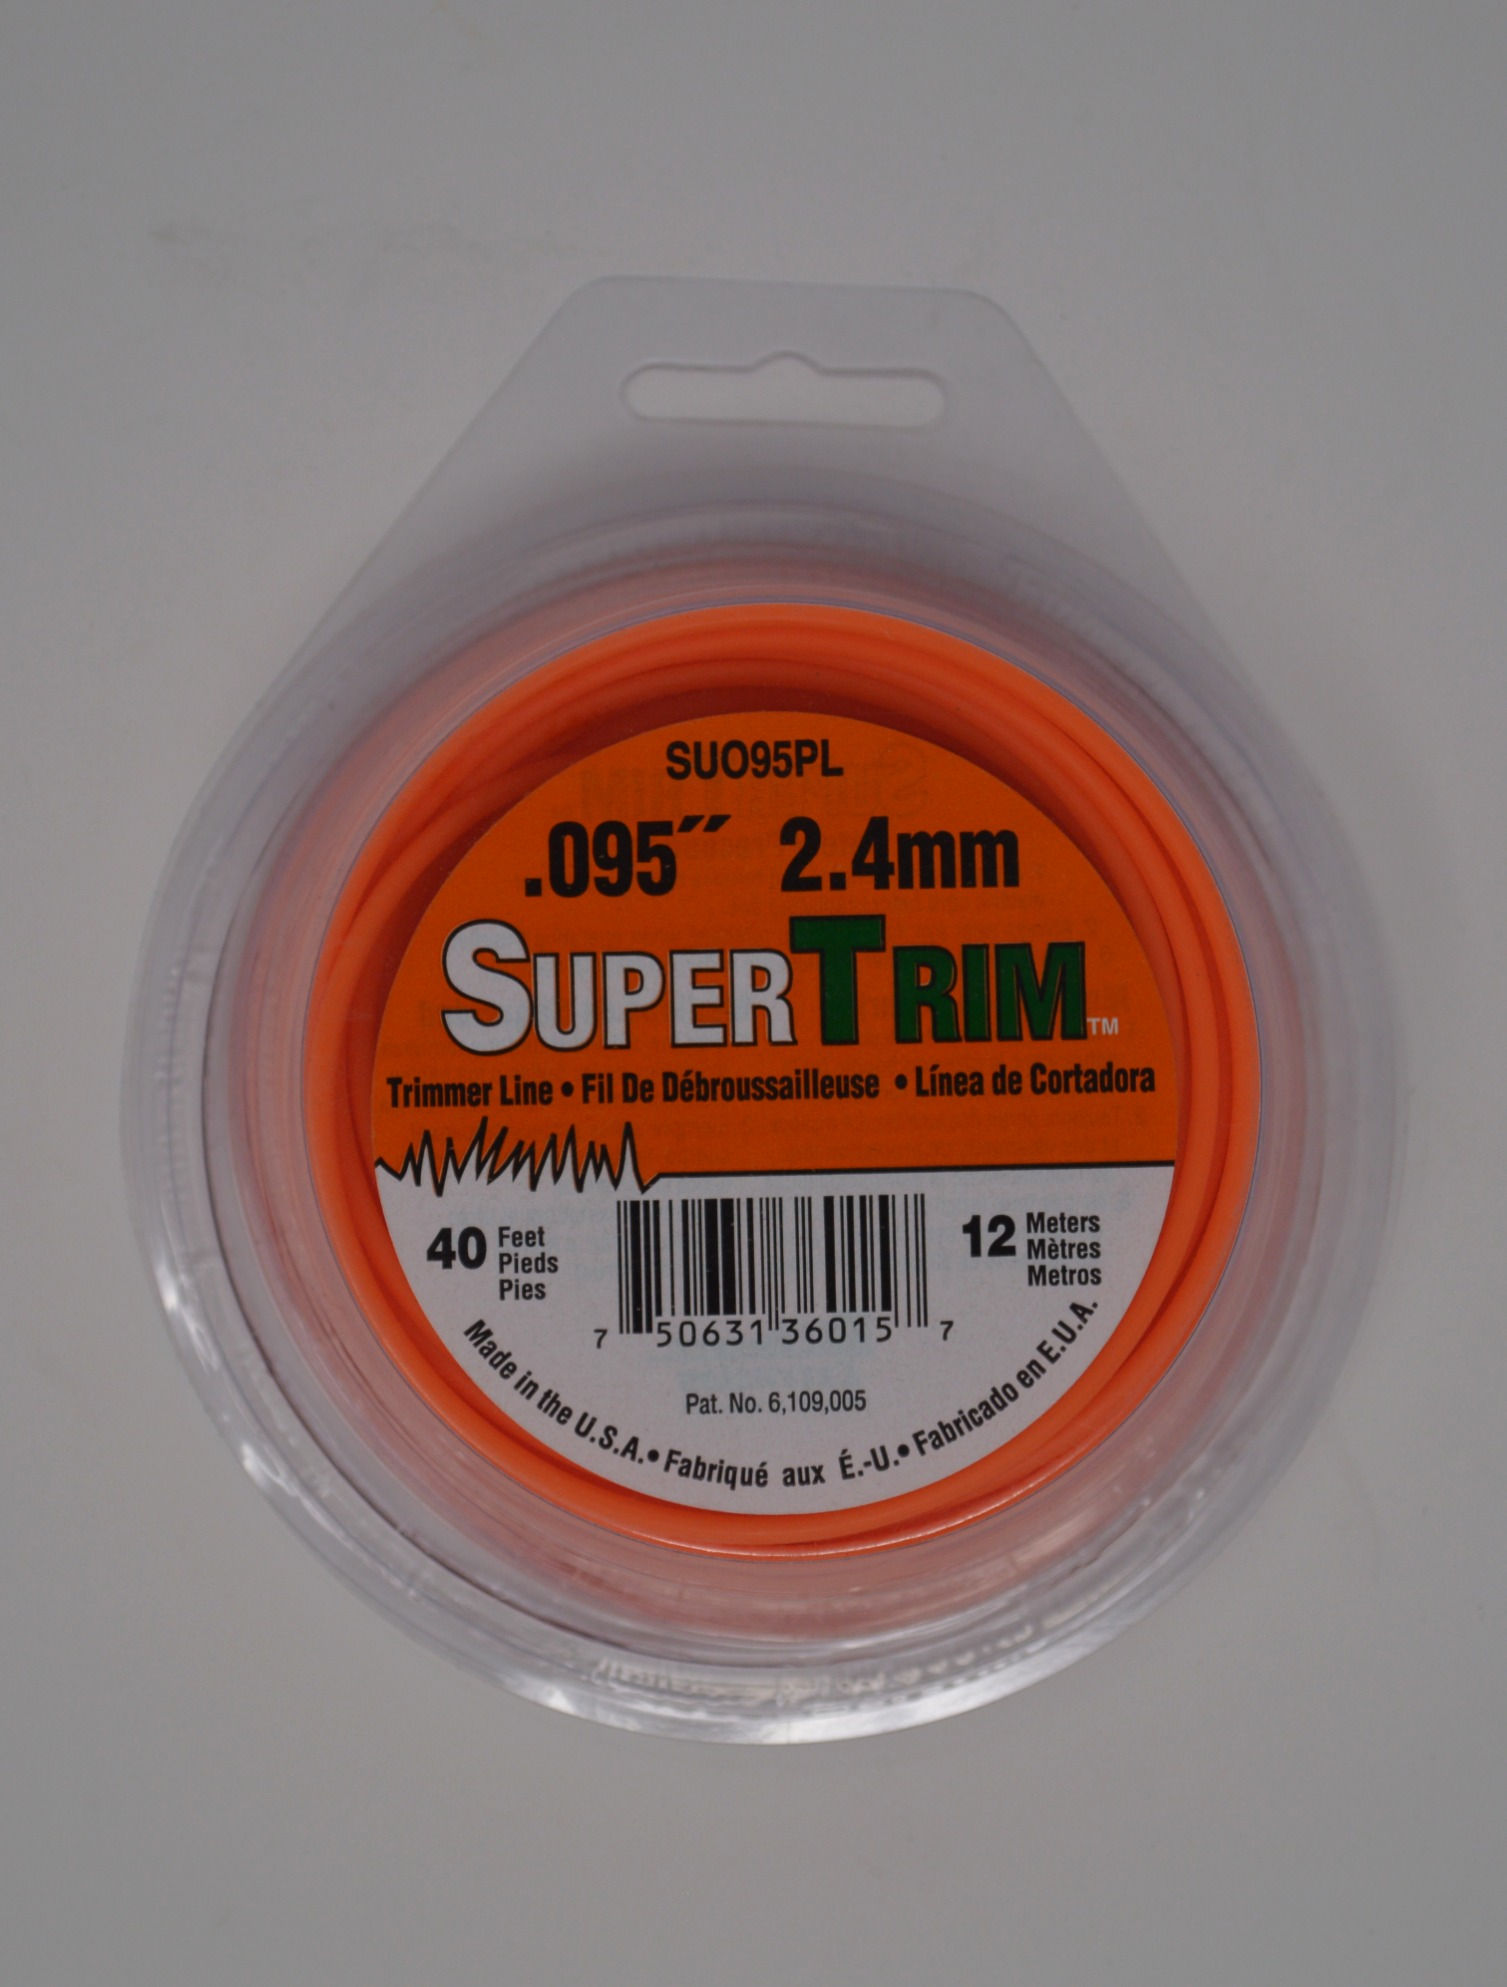 SUO95PL
.095″ 2.4mm
SUPERTRIM™
Trimmer Line • Fil De Débroussailleuse • Línea de Cortadora
40 Feet
Pieds
Pies
12 Meters
Mètres
Metros
7 50631 36015 7
Pat. No. 6,109,005
Made in the U.S.A. • Fabriqué aux É.-U. • Fabricado en E.U.A.